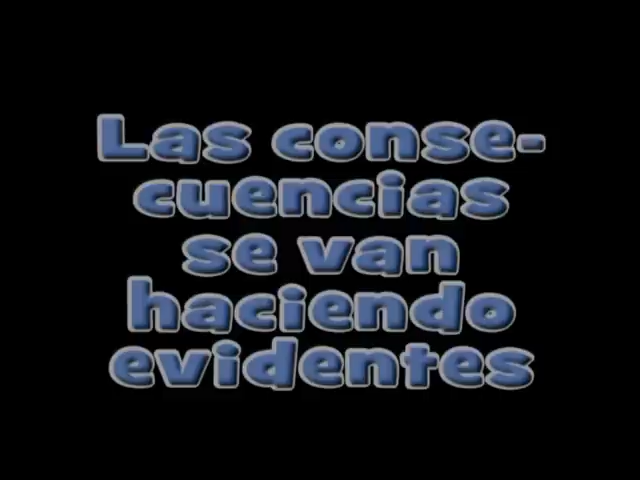 Las conse-
cuencias
se van
haciendo
evidentes